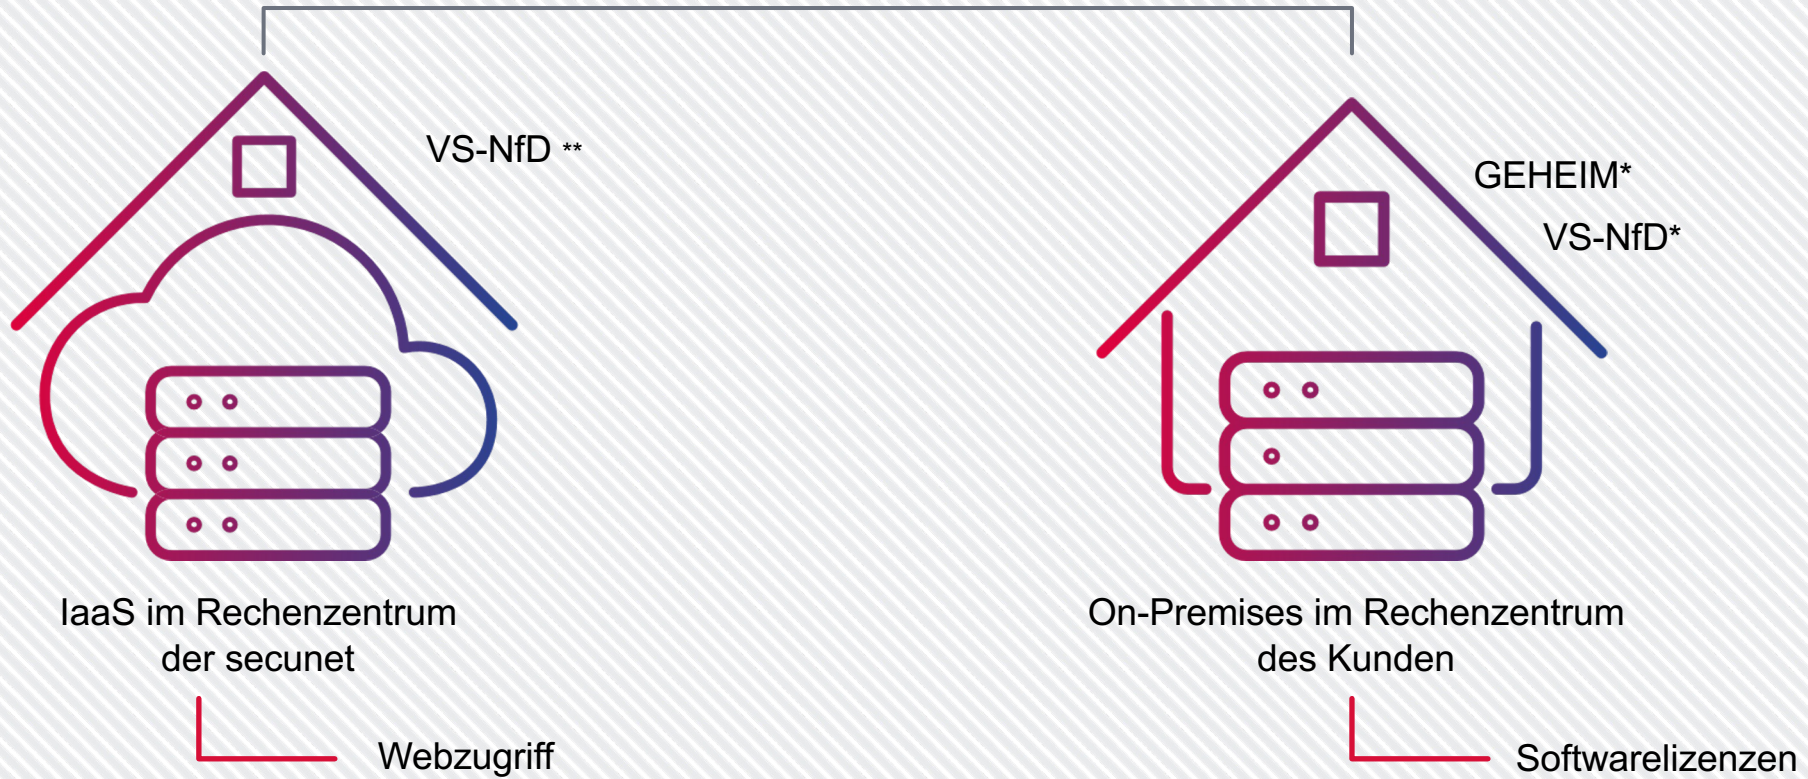 VS-NfD **
IaaS im Rechenzentrum
der secunet
Webzugriff
GEHEIM*
VS-NfD*
On-Premises im Rechenzentrum
des Kunden
Softwarelizenzen